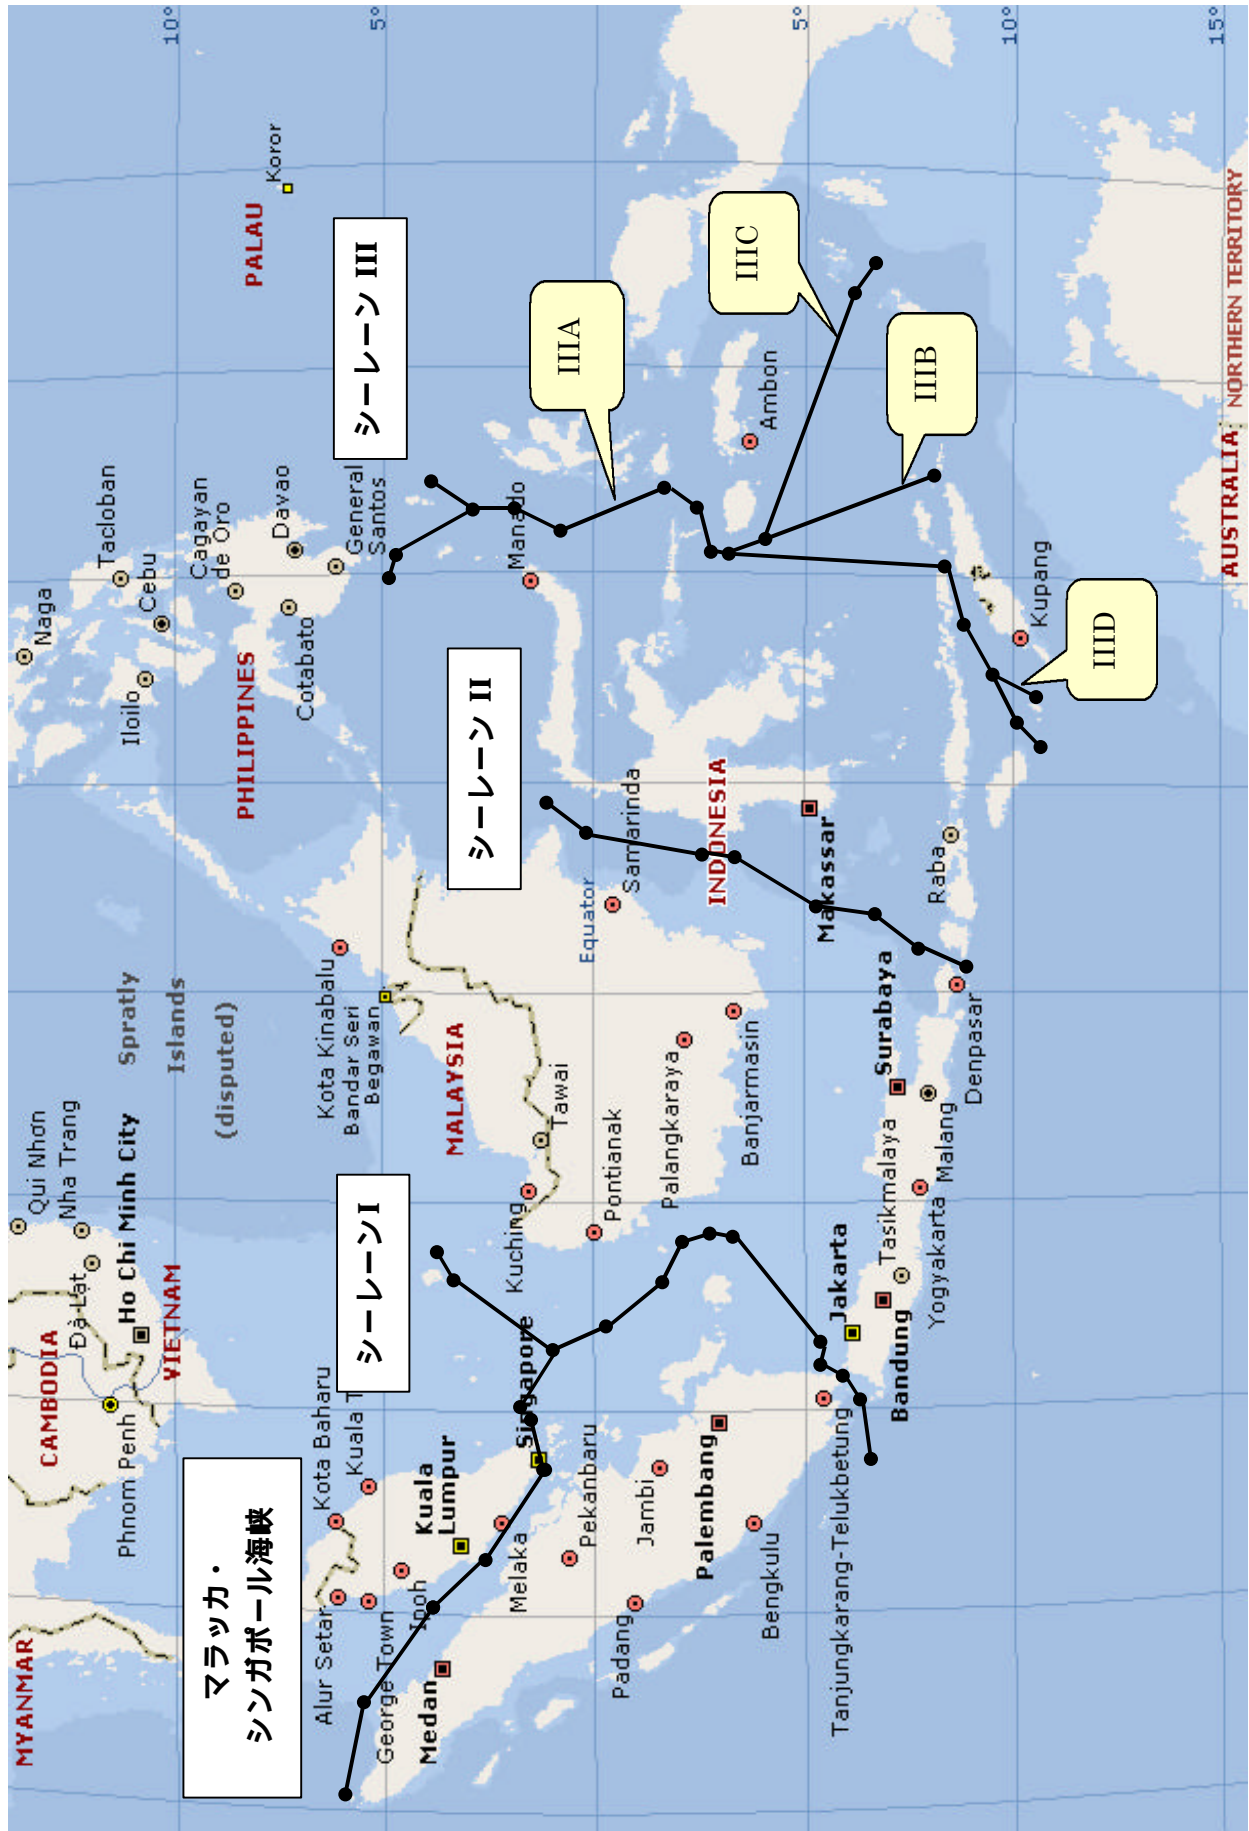 MYANMAR
CAMBODIA
Phnom Penh
Đà Lạt
VIETNAM
Qui Nhơn
Nha Trang
Ho Chi Minh City
Spratly
Islands
(disputed)
Naga
Iloilo
Tacloban
Cebu
Cagayan
de Oro
PHILIPPINES
Cotabato
Davao
General
Santos
PALAU
Koror
10°
5°
マラッカ・
シンガポール海峡
シーレーンI
シーレーン II
シーレーン III
Alur Setar
Kota Baharu
Kuala T
George Town
Ipoh
Kuala
Lumpur
Medan
Melaka
Singapore
Kota Kinabalu
Bandar Seri
Begawan
MALAYSIA
Kuching
Tawai
Manado
IIIA
Pekanbaru
Padang
Jambi
Pontianak
Equator
Samarinda
Palangkaraya
Palembang
Bengkulu
Banjarmasin
INDONESIA
Makassar
Ambon
IIIC
5°
Tanjungkarang-Telukbetung
Jakarta
Bandung
Tasikmalaya
Yogyakarta
Surabaya
Malang
Denpasar
Raba
IIIB
Kupang
IIID
10°
AUSTRALIA
NORTHERN TERRITORY
15°